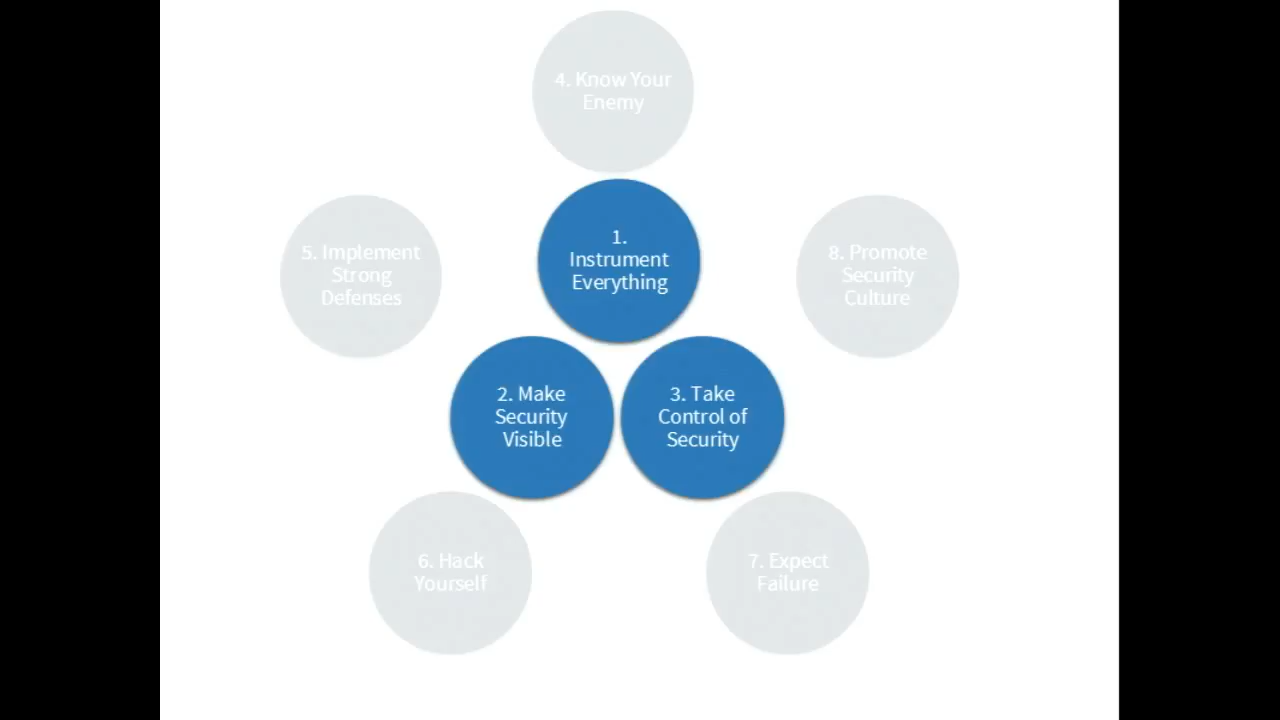 4. Know Your
Enemy
1.
Instrument
Everything
5. Implement
Strong
Defenses
8. Promote
Security
Culture
2. Make
Security
Visible
3. Take
Control of
Security
6. Hack
Yourself
7. Expect
Failure